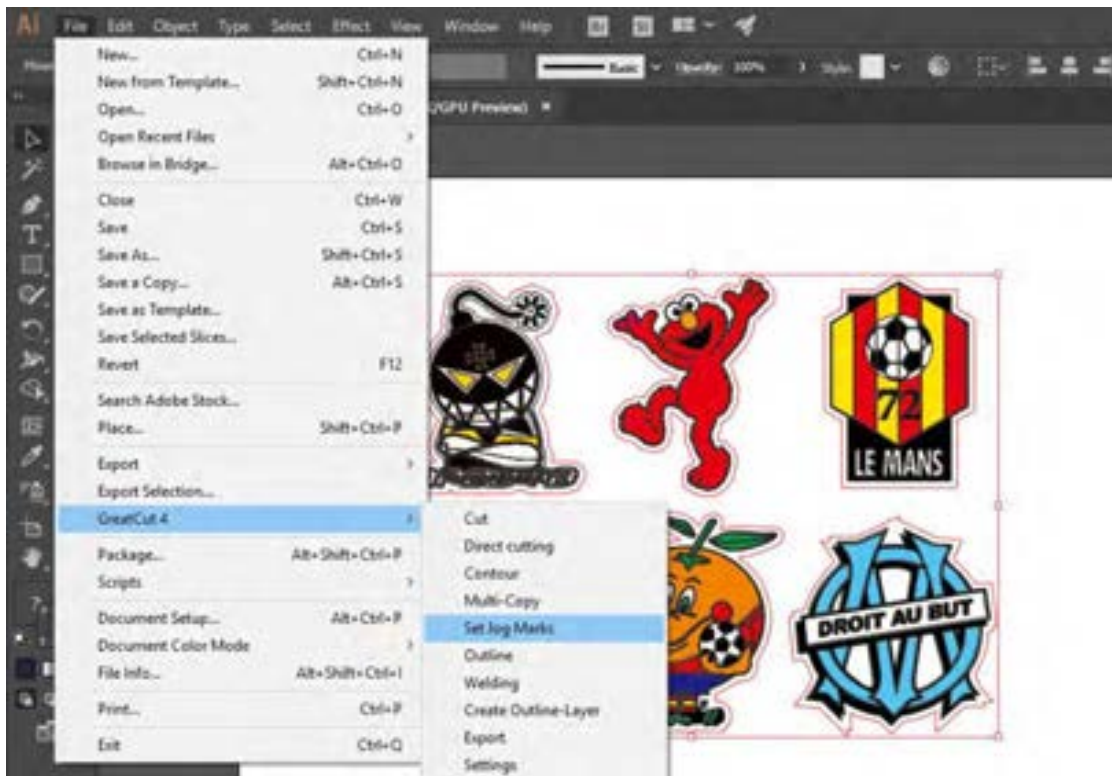 Ai File Edit Object Type Select Effect View Window Help
Basic Opacity: 100% Style:
(GPU Preview) ×
New... Ctrl+N
New from Template... Shift+Ctrl+N
Open... Ctrl+O
Open Recent Files
Browse in Bridge... Alt+Ctrl+O
Close Ctrl+W
Save Ctrl+S
Save As... Shift+Ctrl+S
Save a Copy... Alt+Ctrl+S
Save as Template...
Save Selected Slices...
Revert F12
Search Adobe Stock...
Place... Shift+Ctrl+P
Export
Export Selection...
GreatCut 4
Package... Alt+Shift+Ctrl+P
Scripts
Document Setup... Alt+Ctrl+P
Document Color Mode
File Info... Alt+Shift+Ctrl+I
Print... Ctrl+P
Exit Ctrl+Q
Cut
Direct cutting
Contour
Multi-Copy
Set Jog Marks
Outline
Welding
Create Outline-Layer
Export
Settings
72
LE MANS
DROIT AU BUT